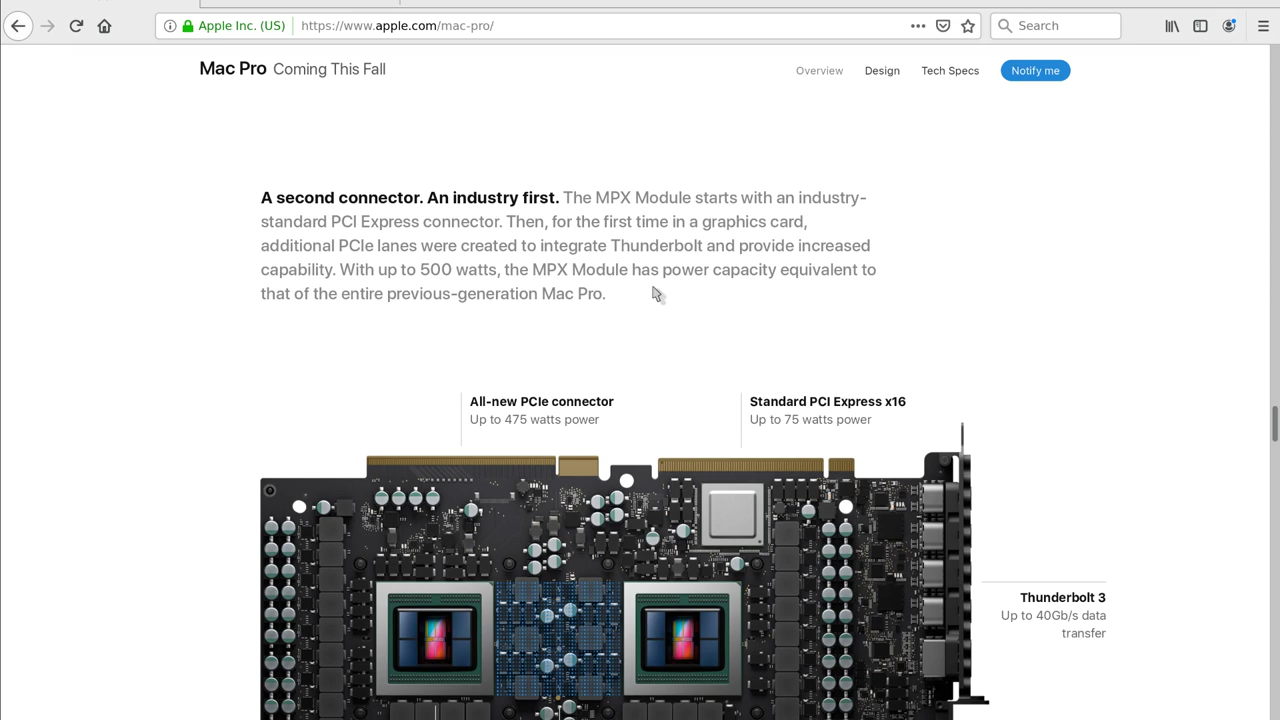 Apple Inc. (US)
https://www.apple.com/mac-pro/
Search
Mac Pro Coming This Fall
Overview
Design
Tech Specs
Notify me
A second connector. An industry first. The MPX Module starts with an industry-
standard PCI Express connector. Then, for the first time in a graphics card,
additional PCIe lanes were created to integrate Thunderbolt and provide increased
capability. With up to 500 watts, the MPX Module has power capacity equivalent to
that of the entire previous-generation Mac Pro.
All-new PCIe connector
Up to 475 watts power
Standard PCI Express x16
Up to 75 watts power
Thunderbolt 3
Up to 40Gb/s data
transfer